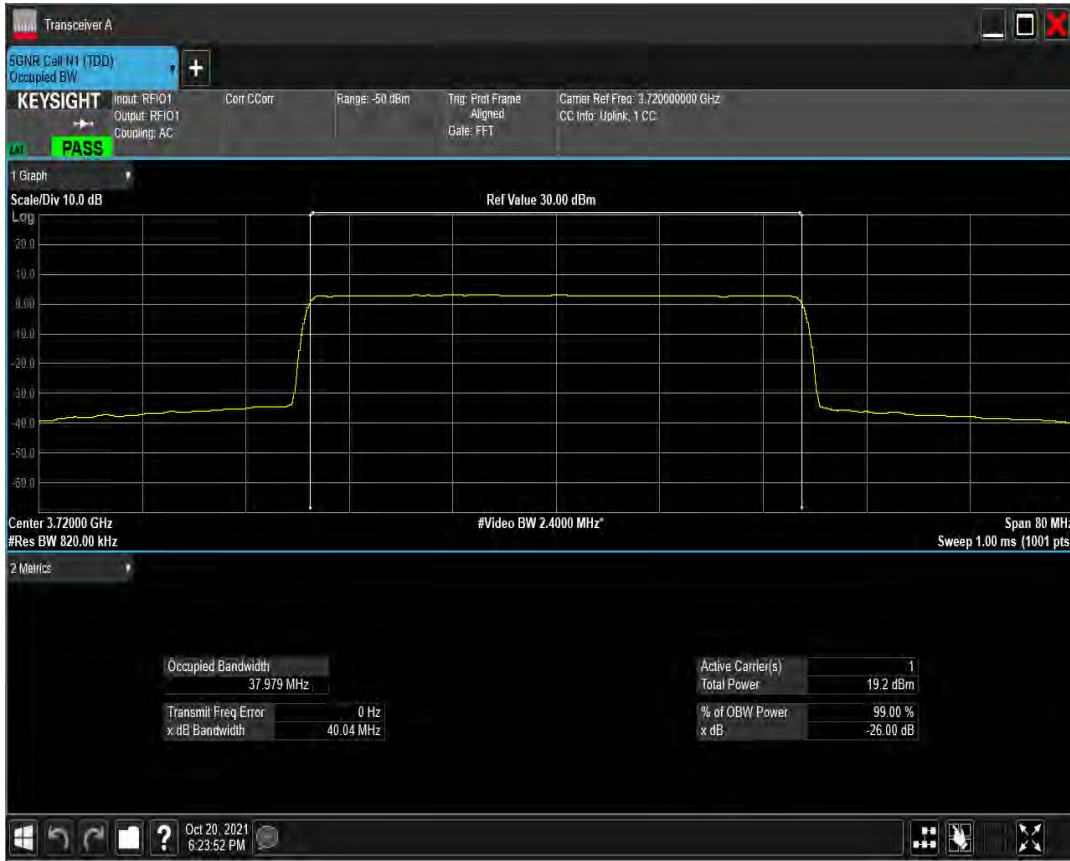 Transceiver A
5GNR Cell N1 (TDD)
Occupied BW
+
KEYSIGHT
Input: RFIO1
Output: RFIO1
Coupling: AC
Corr CCorr
Range: -50 dBm
Trig: Prot Frame
Aligned
Gate: FFT
Carrier Ref Freq: 3.720000000 GHz
CC Info: Uplink, 1 CC
PASS
1 Graph
Scale/Div 10.0 dB
Ref Value 30.00 dBm
Log
20.0
10.0
0.00
-10.0
-20.0
-30.0
-40.0
-50.0
-60.0
Center 3.72000 GHz
#Video BW 2.4000 MHz*
Span 80 MHz
#Res BW 820.00 kHz
Sweep 1.00 ms (1001 pts
2 Metrics
Occupied Bandwidth
37.979 MHz
Transmit Freq Error 0 Hz
x dB Bandwidth 40.04 MHz
Active Carrier(s) 1
Total Power 19.2 dBm
% of OBW Power 99.00 %
x dB -26.00 dB
?
Oct 20, 2021
6:23:52 PM